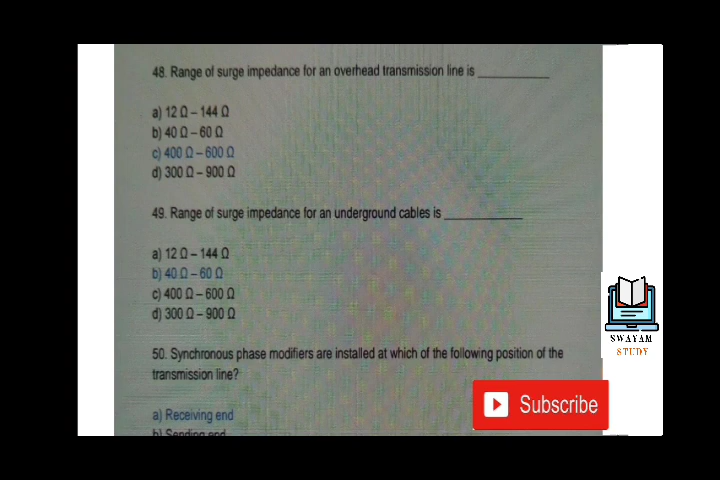 48. Range of surge impedance for an overhead transmission line is ___________
a) 12 Ω – 144 Ω
b) 40 Ω – 60 Ω
c) 400 Ω – 600 Ω
d) 300 Ω – 900 Ω
49. Range of surge impedance for an underground cables is ____________
a) 12 Ω – 144 Ω
b) 40 Ω – 60 Ω
c) 400 Ω – 600 Ω
d) 300 Ω – 900 Ω
50. Synchronous phase modifiers are installed at which of the following position of the
transmission line?
a) Receiving end
b) Sending end
SWAYAM
STUDY
Subscribe